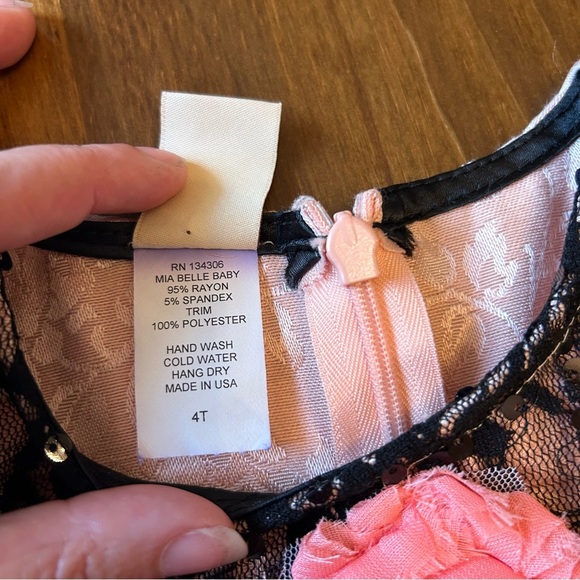 RN 134306
MIA BELLE BABY
95% RAYON
5% SPANDEX
TRIM
100% POLYESTER
HAND WASH
COLD WATER
HANG DRY
MADE IN USA
4T